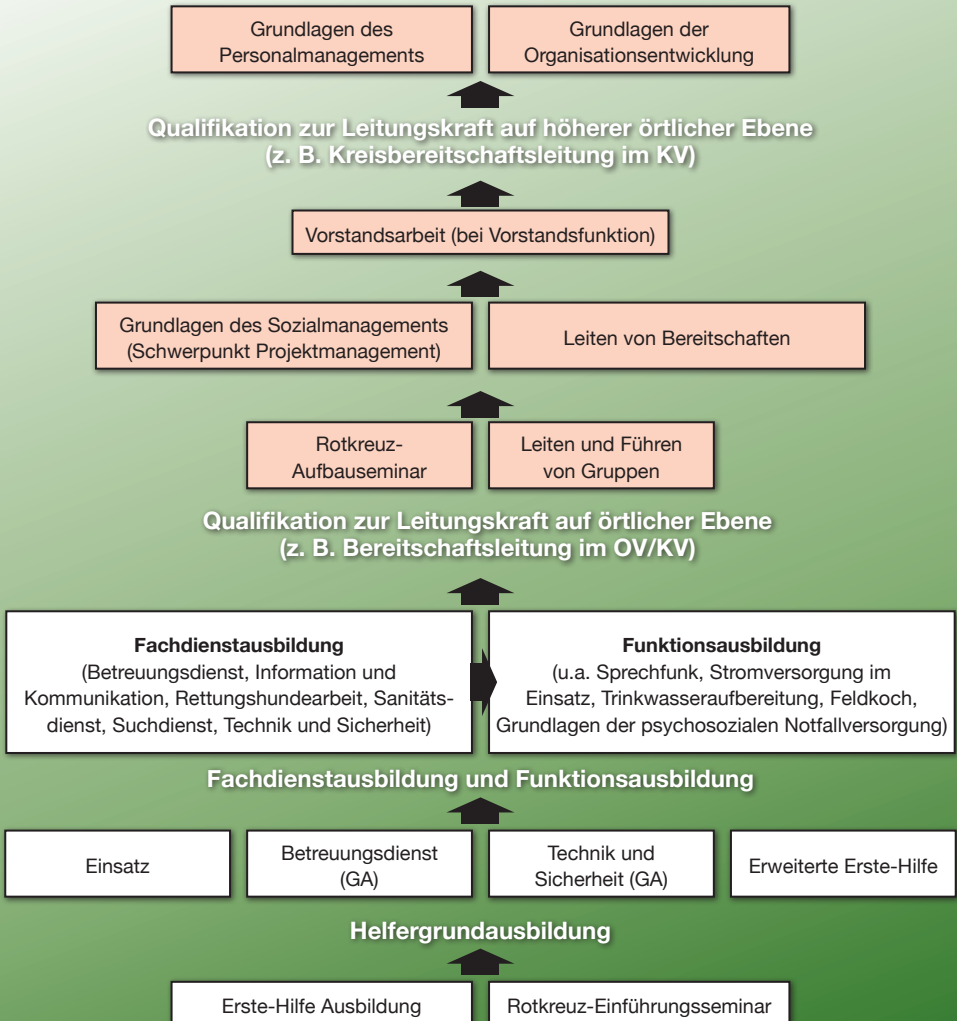 Grundlagen des
Personalmanagements
Grundlagen der
Organisationsentwicklung
Qualifikation zur Leitungskraft auf höherer örtlicher Ebene
(z. B. Kreisbereitschaftsleitung im KV)
Vorstandsarbeit (bei Vorstandsfunktion)
Grundlagen des Sozialmanagements
(Schwerpunkt Projektmanagement)
Leiten von Bereitschaften
Rotkreuz-
Aufbauseminar
Leiten und Führen
von Gruppen
Qualifikation zur Leitungskraft auf örtlicher Ebene
(z. B. Bereitschaftsleitung im OV/KV)
Fachdienstausbildung
(Betreuungsdienst, Information und
Kommunikation, Rettungshundearbeit, Sanitäts-
dienst, Suchdienst, Technik und Sicherheit)
Funktionsausbildung
(u.a. Sprechfunk, Stromversorgung im
Einsatz, Trinkwasseraufbereitung, Feldkoch,
Grundlagen der psychosozialen Notfallversorgung)
Fachdienstausbildung und Funktionsausbildung
Einsatz
Betreuungsdienst
(GA)
Technik und
Sicherheit (GA)
Erweiterte Erste-Hilfe
Helfergrundausbildung
Erste-Hilfe Ausbildung
Rotkreuz-Einführungsseminar